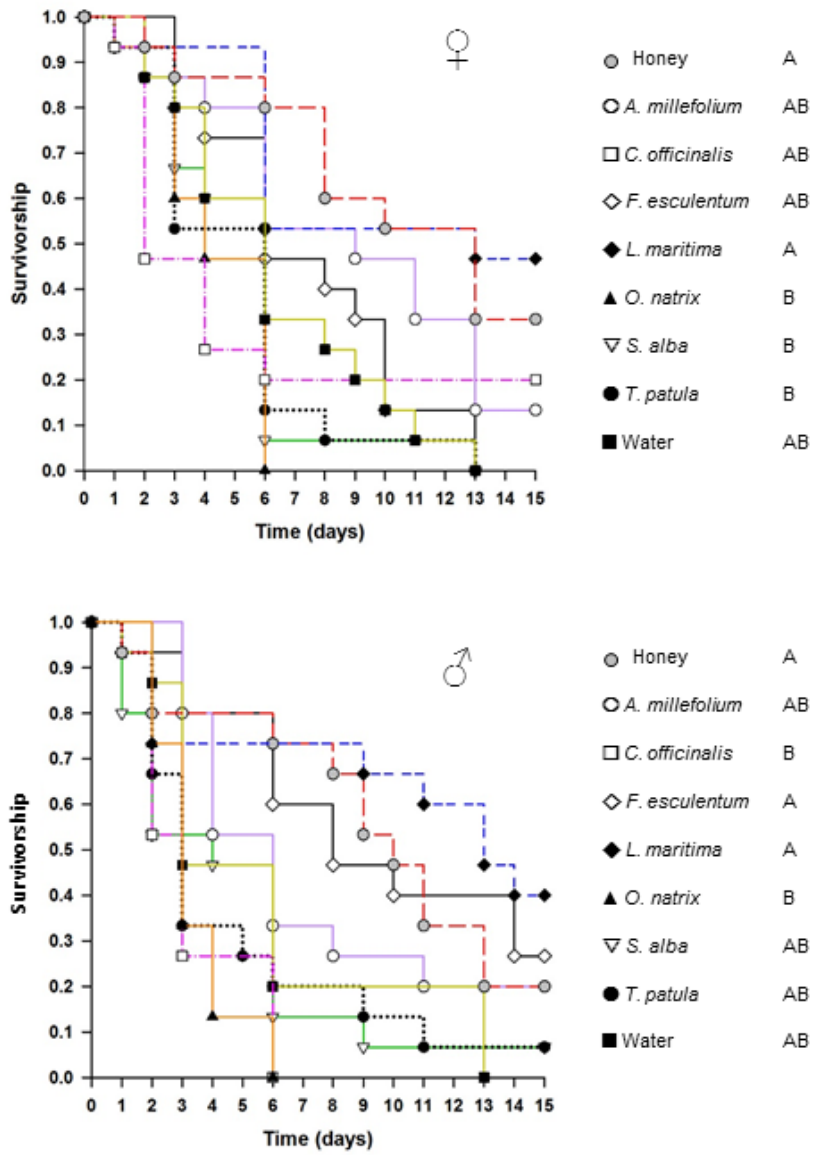 ♀
1.0
0.9
0.8
0.7
0.6
0.5
0.4
0.3
0.2
0.1
0.0
Survivorship
0 1 2 3 4 5 6 7 8 9 10 11 12 13 14 15
Time (days)
Honey A
A. millefolium AB
C. officinalis AB
F. esculentum AB
L. maritima A
O. natrix B
S. alba B
T. patula B
Water AB
♂
1.0
0.9
0.8
0.7
0.6
0.5
0.4
0.3
0.2
0.1
0.0
Survivorship
0 1 2 3 4 5 6 7 8 9 10 11 12 13 14 15
Time (days)
Honey A
A. millefolium AB
C. officinalis B
F. esculentum A
L. maritima A
O. natrix B
S. alba AB
T. patula AB
Water AB